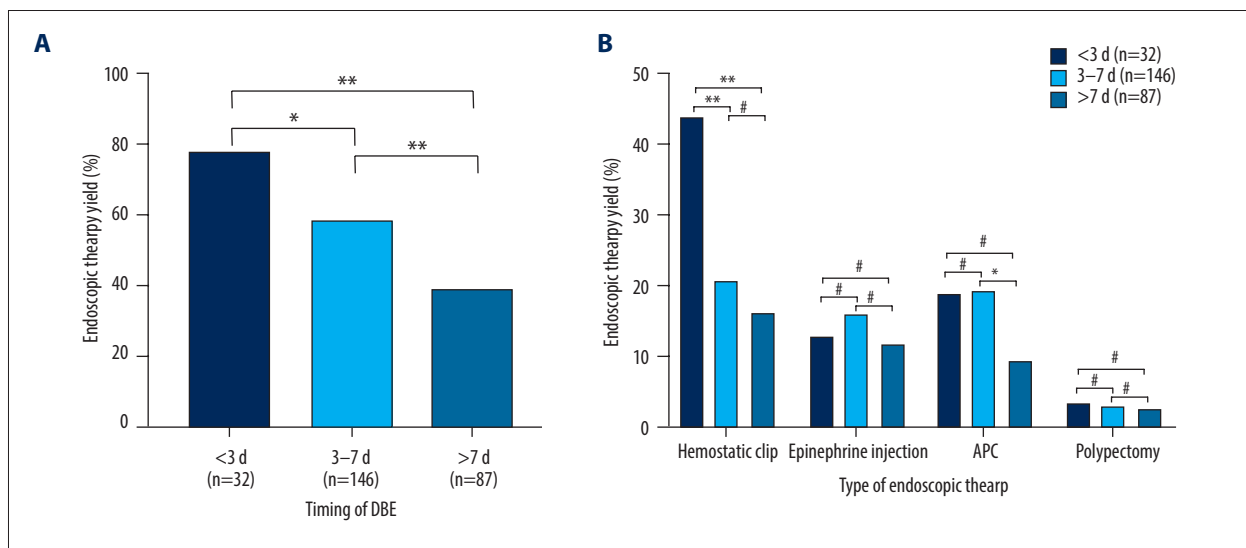 A
100
80
60
40
20
0
Endoscopic thearpy yield (%)
**
*
**
<3 d
(n=32)
3–7 d
(n=146)
>7 d
(n=87)
Timing of DBE
B
<3 d (n=32)
3–7 d (n=146)
>7 d (n=87)
50
40
30
20
10
0
Endoscopic thearpy yield (%)
**
** #
#
# #
#
# *
#
# #
Hemostatic clip Epinephrine injection APC Polypectomy
Type of endoscopic thearp